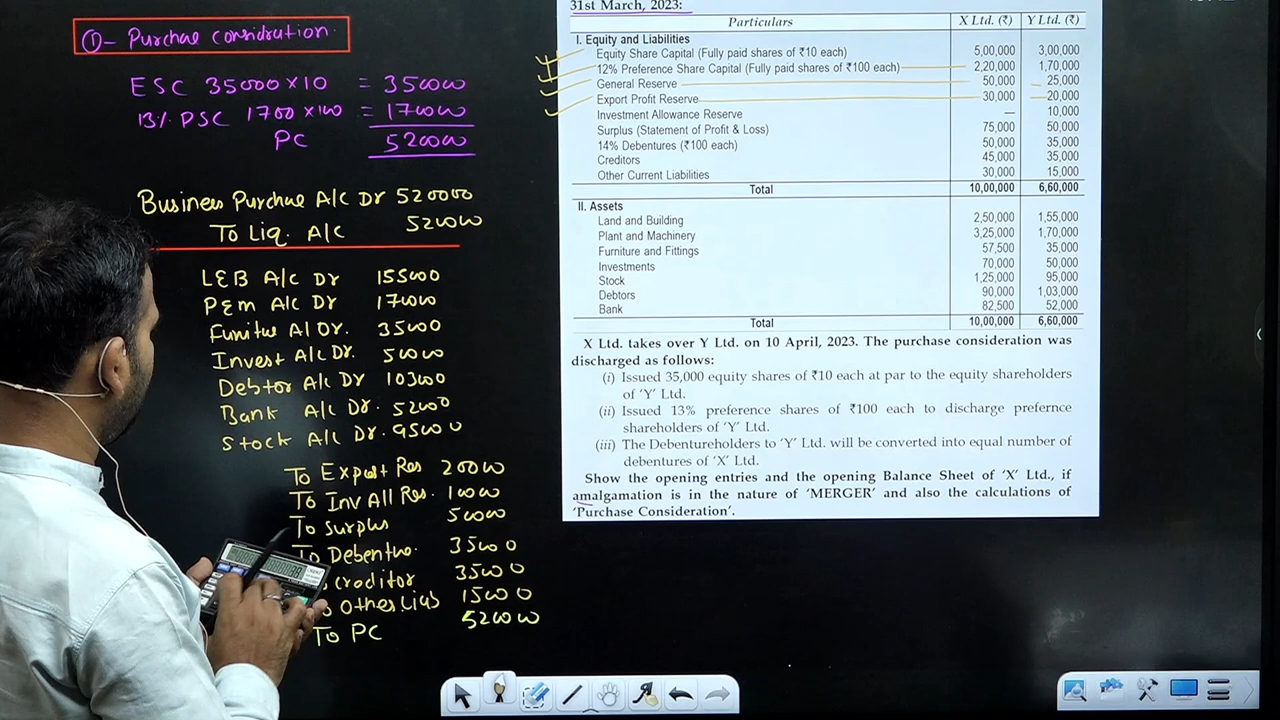 ①- Purchase consideration
ESC 35000×10 = 350000
13% PSC 1700×100 = 170000
PC 520000
Business Purchase A/c Dr 520000
To Liq. A/c 520000
L&B A/c Dr 155000
P&M A/c Dr 170000
A/ Dr. 35000
Invest A/c Dr. 50000
Debtor A/c Dr 103000
Bank A/c Dr. 52000
Stock A/c Dr. 95000
To Export Res 20000
To Inv All Res. 10000
To Surplus 50000
To 35000
creditor 35000
Other Liab 15000
To PC 520000
31st March, 2023:
Particulars X Ltd. (₹) Y Ltd. (₹)
I. Equity and Liabilities
Equity Share Capital (Fully paid shares of ₹10 each) 5,00,000 3,00,000
12% Preference Share Capital (Fully paid shares of ₹100 each) 2,20,000 1,70,000
General Reserve 50,000 25,000
Export Profit Reserve 30,000 20,000
Investment Allowance Reserve — 10,000
Surplus (Statement of Profit & Loss) 75,000 50,000
14% Debentures (₹100 each) 50,000 35,000
Creditors 45,000 35,000
Other Current Liabilities 30,000 15,000
Total 10,00,000 6,60,000
II. Assets
Land and Building 2,50,000 1,55,000
Plant and Machinery 3,25,000 1,70,000
Furniture and Fittings 57,500 35,000
Investments 70,000 50,000
Stock 1,25,000 95,000
Debtors 90,000 1,03,000
Bank 82,500 52,000
Total 10,00,000 6,60,000
X Ltd. takes over Y Ltd. on 10 April, 2023. The purchase consideration was
discharged as follows:
(i) Issued 35,000 equity shares of ₹10 each at par to the equity shareholders
of 'Y' Ltd.
(ii) Issued 13% preference shares of ₹100 each to discharge prefernce
shareholders of 'Y' Ltd.
(iii) The Debentureholders to 'Y' Ltd. will be converted into equal number of
debentures of 'X' Ltd.
Show the opening entries and the opening Balance Sheet of 'X' Ltd., if
amalgamation is in the nature of 'MERGER' and also the calculations of
'Purchase Consideration'.